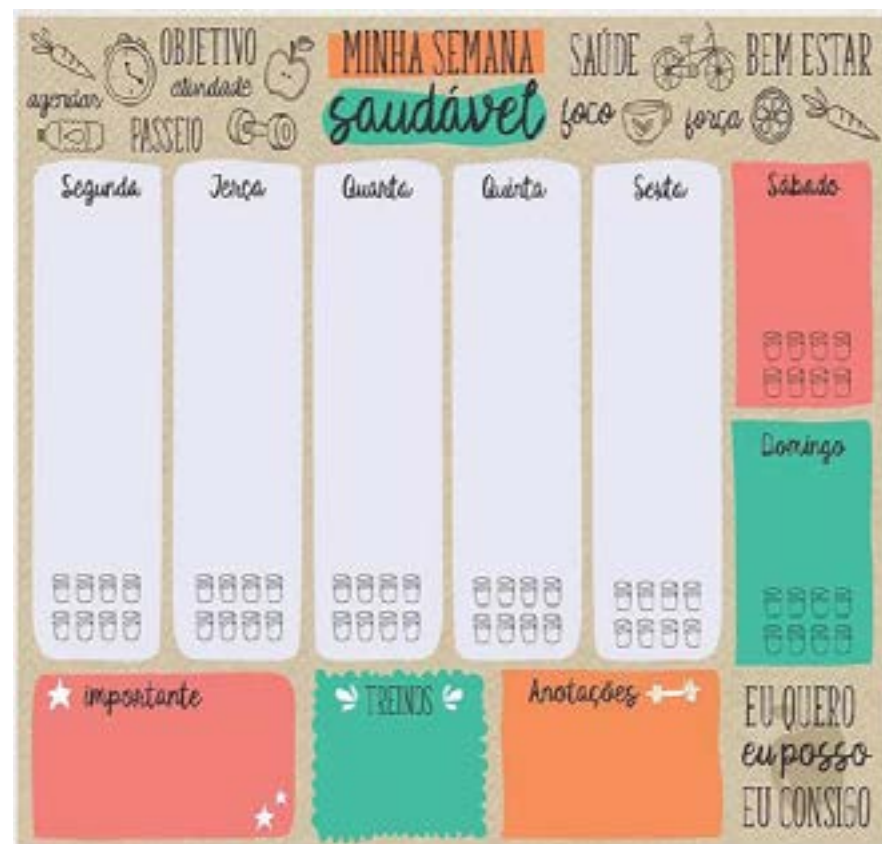 OBJETIVO
MINHA SEMANA
SAÚDE
BEM ESTAR
agendar
atividade
saudável
foco
força
PASSEIO
Segunda
Terça
Quarta
Quinta
Sexta
Sábado
Domingo
importante
TREINOS
Anotações
EU QUERO
eu posso
EU CONSIGO